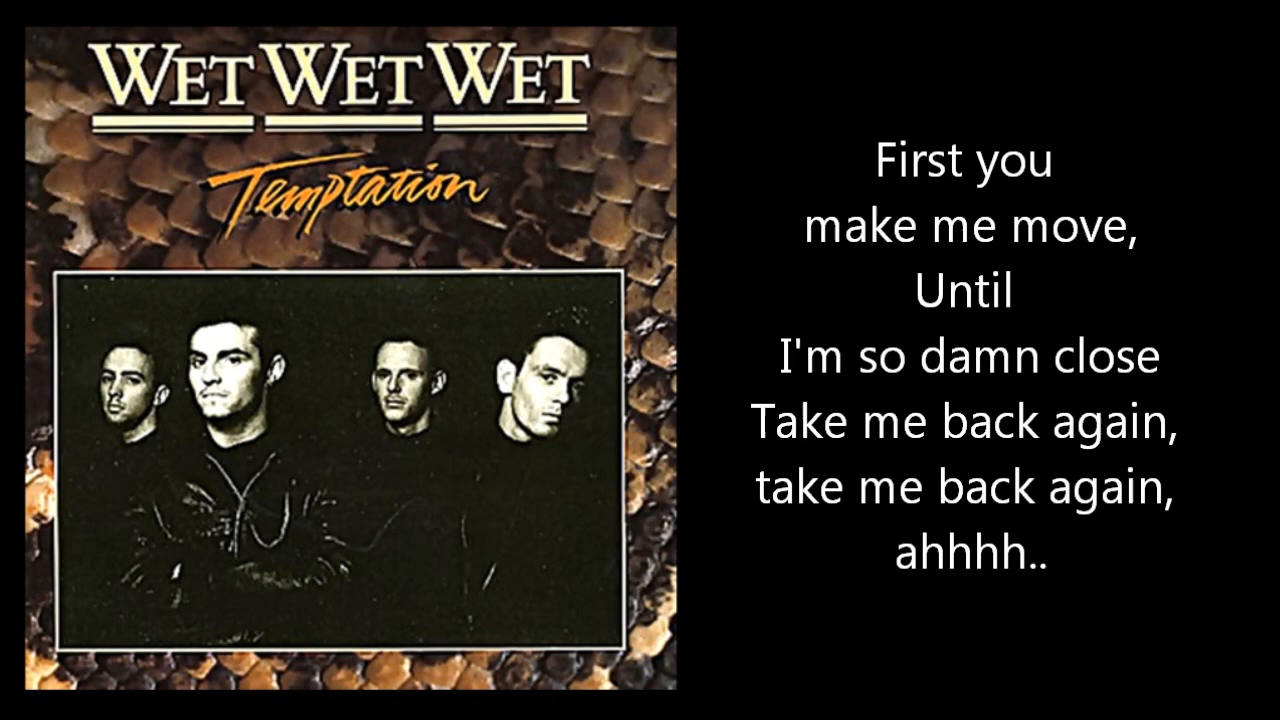 WET WET WET
Temptation
First you
make me move,
Until
I'm so damn close
Take me back again,
take me back again,
ahhhh..